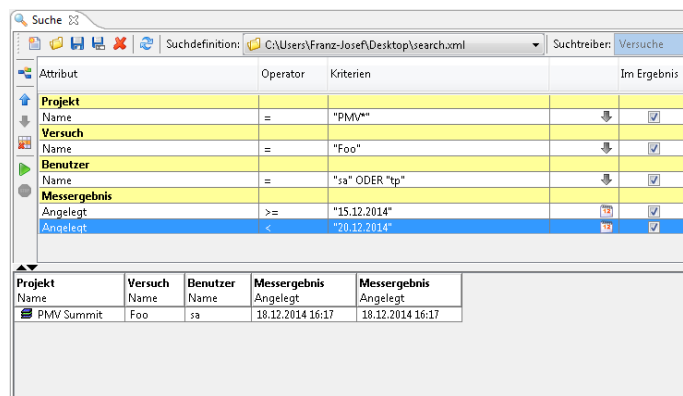 Suche
Suchdefinition: C:\Users\Franz-Josef\Desktop\search.xml Suchtreiber: Versuche
Attribut Operator Kriterien Im Ergebnis
Projekt
Name = "PMV*"
Versuch
Name = "Foo"
Benutzer
Name = "sa" ODER "tp"
Messergebnis
Angelegt >= "15.12.2014"
Angelegt < "20.12.2014"
Projekt Versuch Benutzer Messergebnis Messergebnis
Name Name Name Angelegt Angelegt
PMV Summit Foo sa 18.12.2014 16:17 18.12.2014 16:17